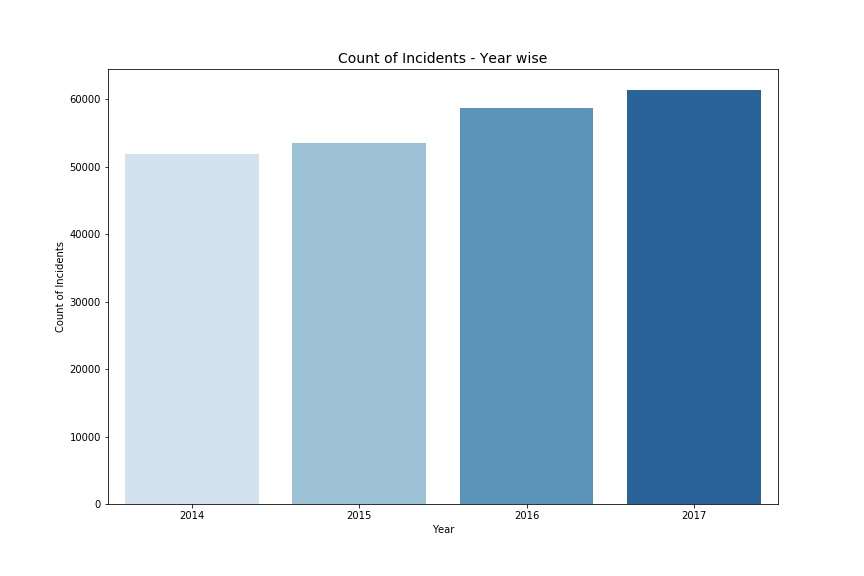 Count of Incidents - Year wise
Count of Incidents
60000
50000
40000
30000
20000
10000
0
2014 2015 2016 2017
Year